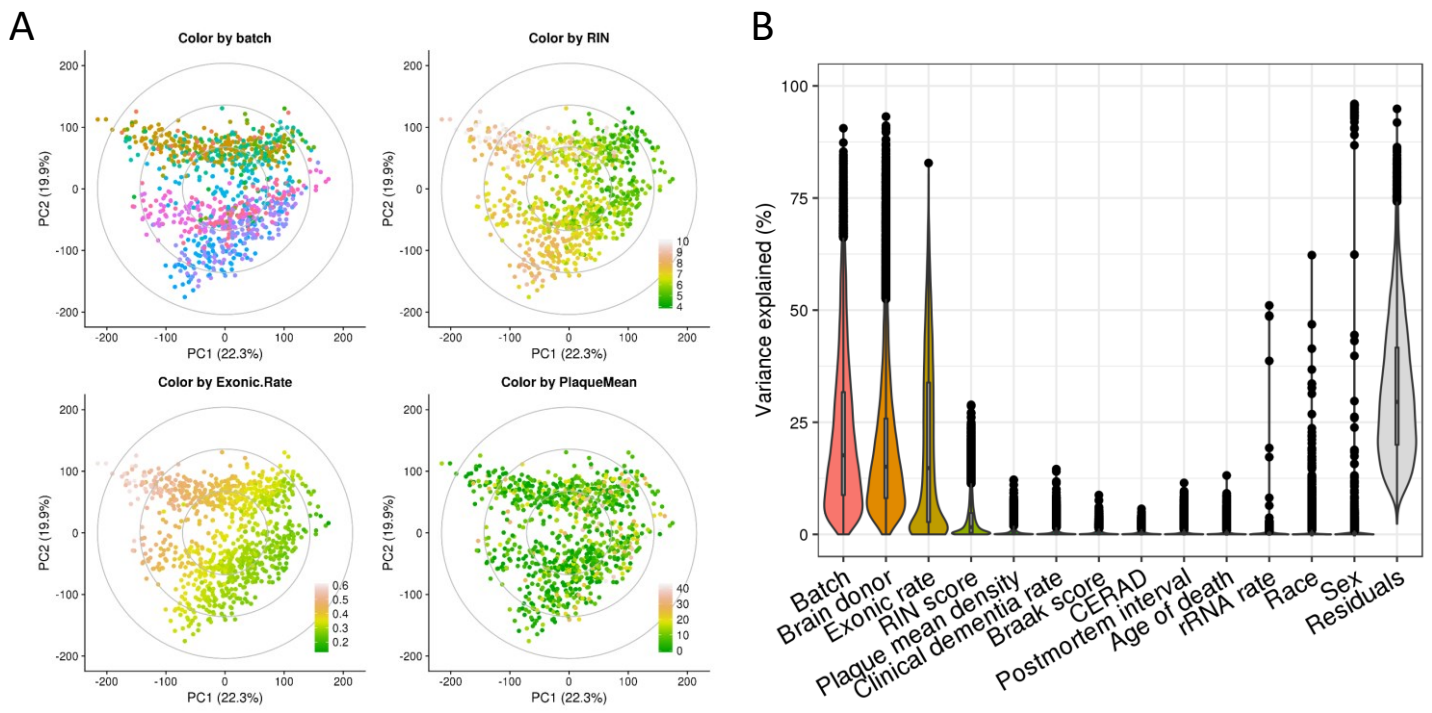 A
Color by batch
200
100
0
-100
-200
-200 -100 0 100 200
PC1 (22.3%)
PC2 (19.9%)
Color by RIN
200
100
0
-100
-200
10
9
8
7
6
5
4
-200 -100 0 100 200
PC1 (22.3%)
PC2 (19.9%)
Color by Exonic.Rate
200
100
0
-100
-200
0.6
0.5
0.4
0.3
0.2
-200 -100 0 100 200
PC1 (22.3%)
PC2 (19.9%)
Color by PlaqueMean
200
100
0
-100
-200
40
30
20
10
0
-200 -100 0 100 200
PC1 (22.3%)
PC2 (19.9%)
B
Variance explained (%)
100
75
50
25
0
Batch
Brain donor
Exonic rate
RIN score
Plaque mean density
Clinical dementia rate
Braak score
CERAD
Postmortem interval
Age of death
rRNA rate
Race
Sex
Residuals